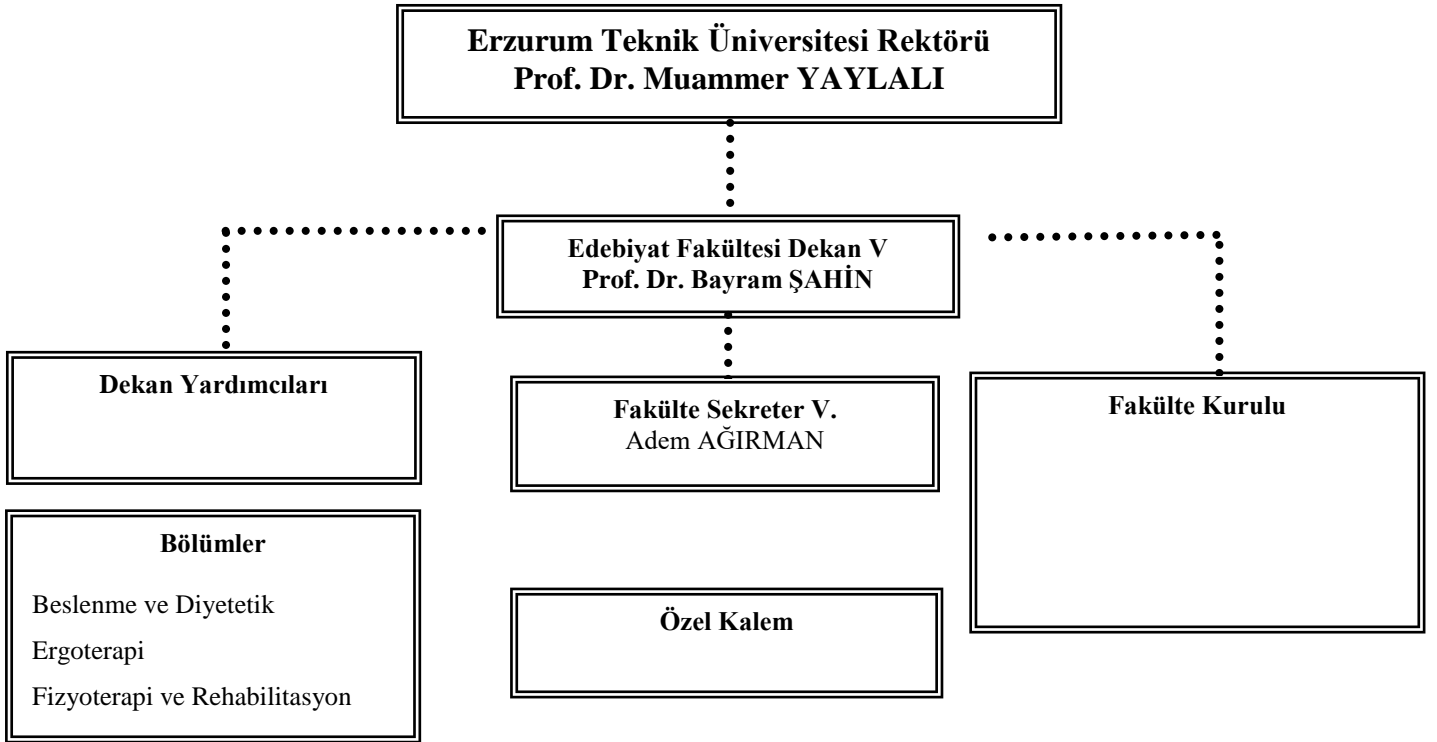 Erzurum Teknik Üniversitesi Rektörü
Prof. Dr. Muammer YAYLALI
Edebiyat Fakültesi Dekan V
Prof. Dr. Bayram ŞAHİN
Dekan Yardımcıları
Fakülte Sekreter V.
Adem AĞIRMAN
Fakülte Kurulu
Bölümler
Beslenme ve Diyetetik
Ergoterapi
Fizyoterapi ve Rehabilitasyon
Özel Kalem